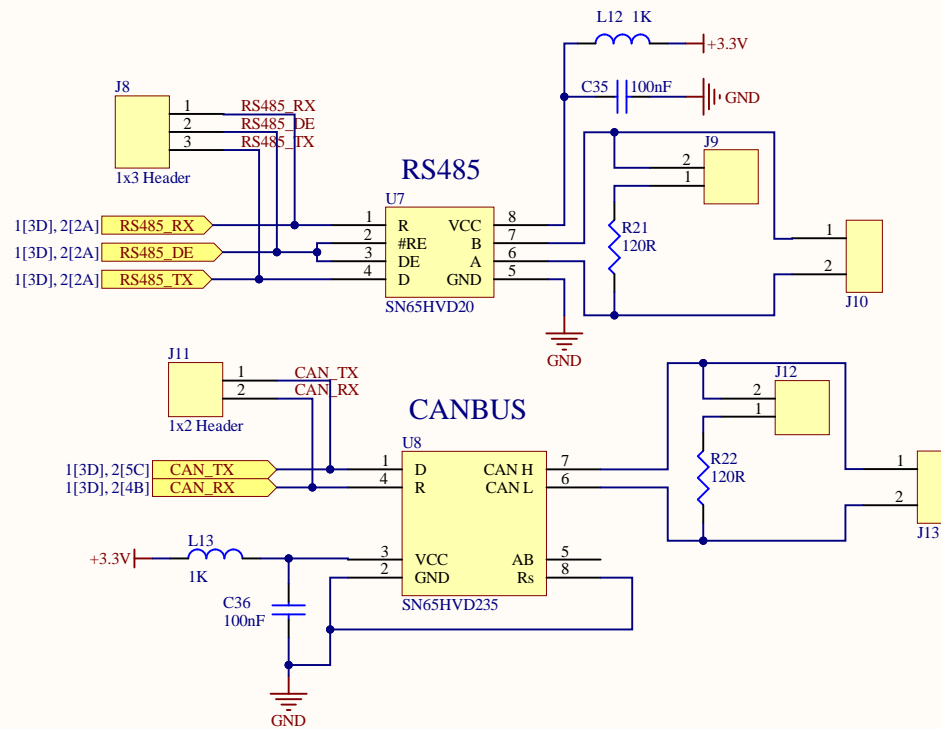 L12 1K
+3.3V
C35 100nF
GND
J8
1 RS485_RX
2 RS485_DE
3 RS485_TX
1x3 Header
RS485
J9
2
1
U7
1[3D], 2[2A] RS485_RX 1 R VCC 8
1[3D], 2[2A] RS485_DE 2 #RE B 7
3 DE A 6
1[3D], 2[2A] RS485_TX 4 D GND 5
SN65HVD20
R21
120R
1
2
J10
GND
J11
1 CAN_TX
2 CAN_RX
1x2 Header
CANBUS
J12
2
1
U8
1[3D], 2[5C] CAN_TX 1 D CAN H 7
1[3D], 2[4B] CAN_RX 4 R CAN L 6
R22
120R
1
2
J13
+3.3V L13
1K
3 VCC AB 5
2 GND Rs 8
SN65HVD235
C36
100nF
GND